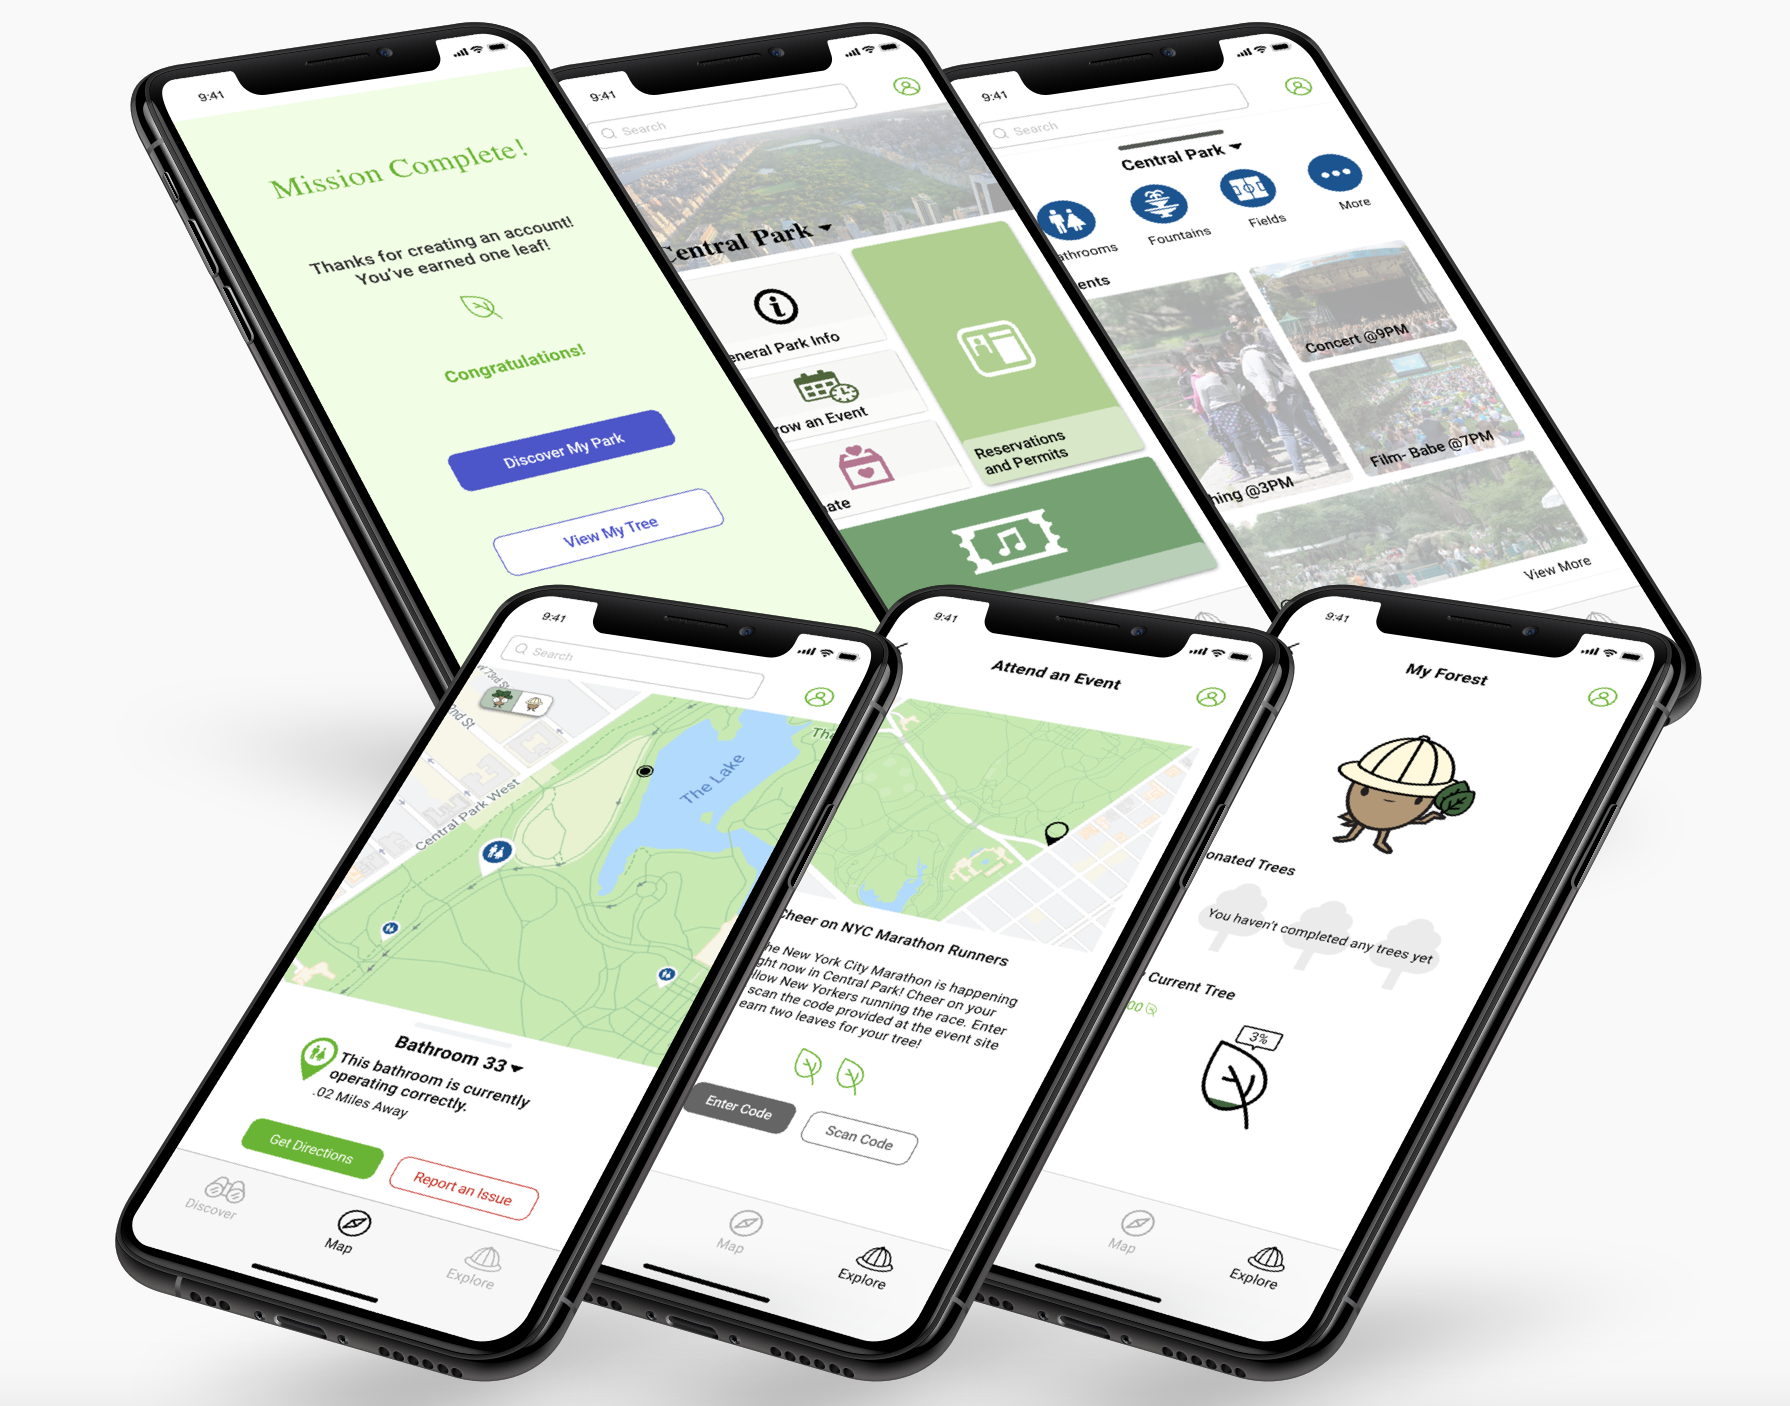 9:41
Mission Complete!
Thanks for creating an account!
You've earned one leaf!
Congratulations!
Discover My Park
View My Tree
9:41
Search
Central Park
eneral Park Info
row an Event
ate
Reservations
and Permits
9:41
Search
Central Park
athrooms
Fountains
Fields
More
ents
Concert @9PM
Film- Babe @7PM
hing @3PM
View More
9:41
Search
W 73rd St
2nd St
Central Park West
The Lake
The
Bathroom 33
This bathroom is currently
operating correctly.
.02 Miles Away
Get Directions
Report an Issue
Discover
Map
Explore
9:41
Attend an Event
Cheer on NYC Marathon Runners
he New York City Marathon is happening
ght now in Central Park! Cheer on your
llow New Yorkers running the race. Enter
scan the code provided at the event site
earn two leaves for your tree!
Enter Code
Scan Code
Map
Explore
9:41
My Forest
onated Trees
You haven't completed any trees yet
Current Tree
00
3%
Map
Explore